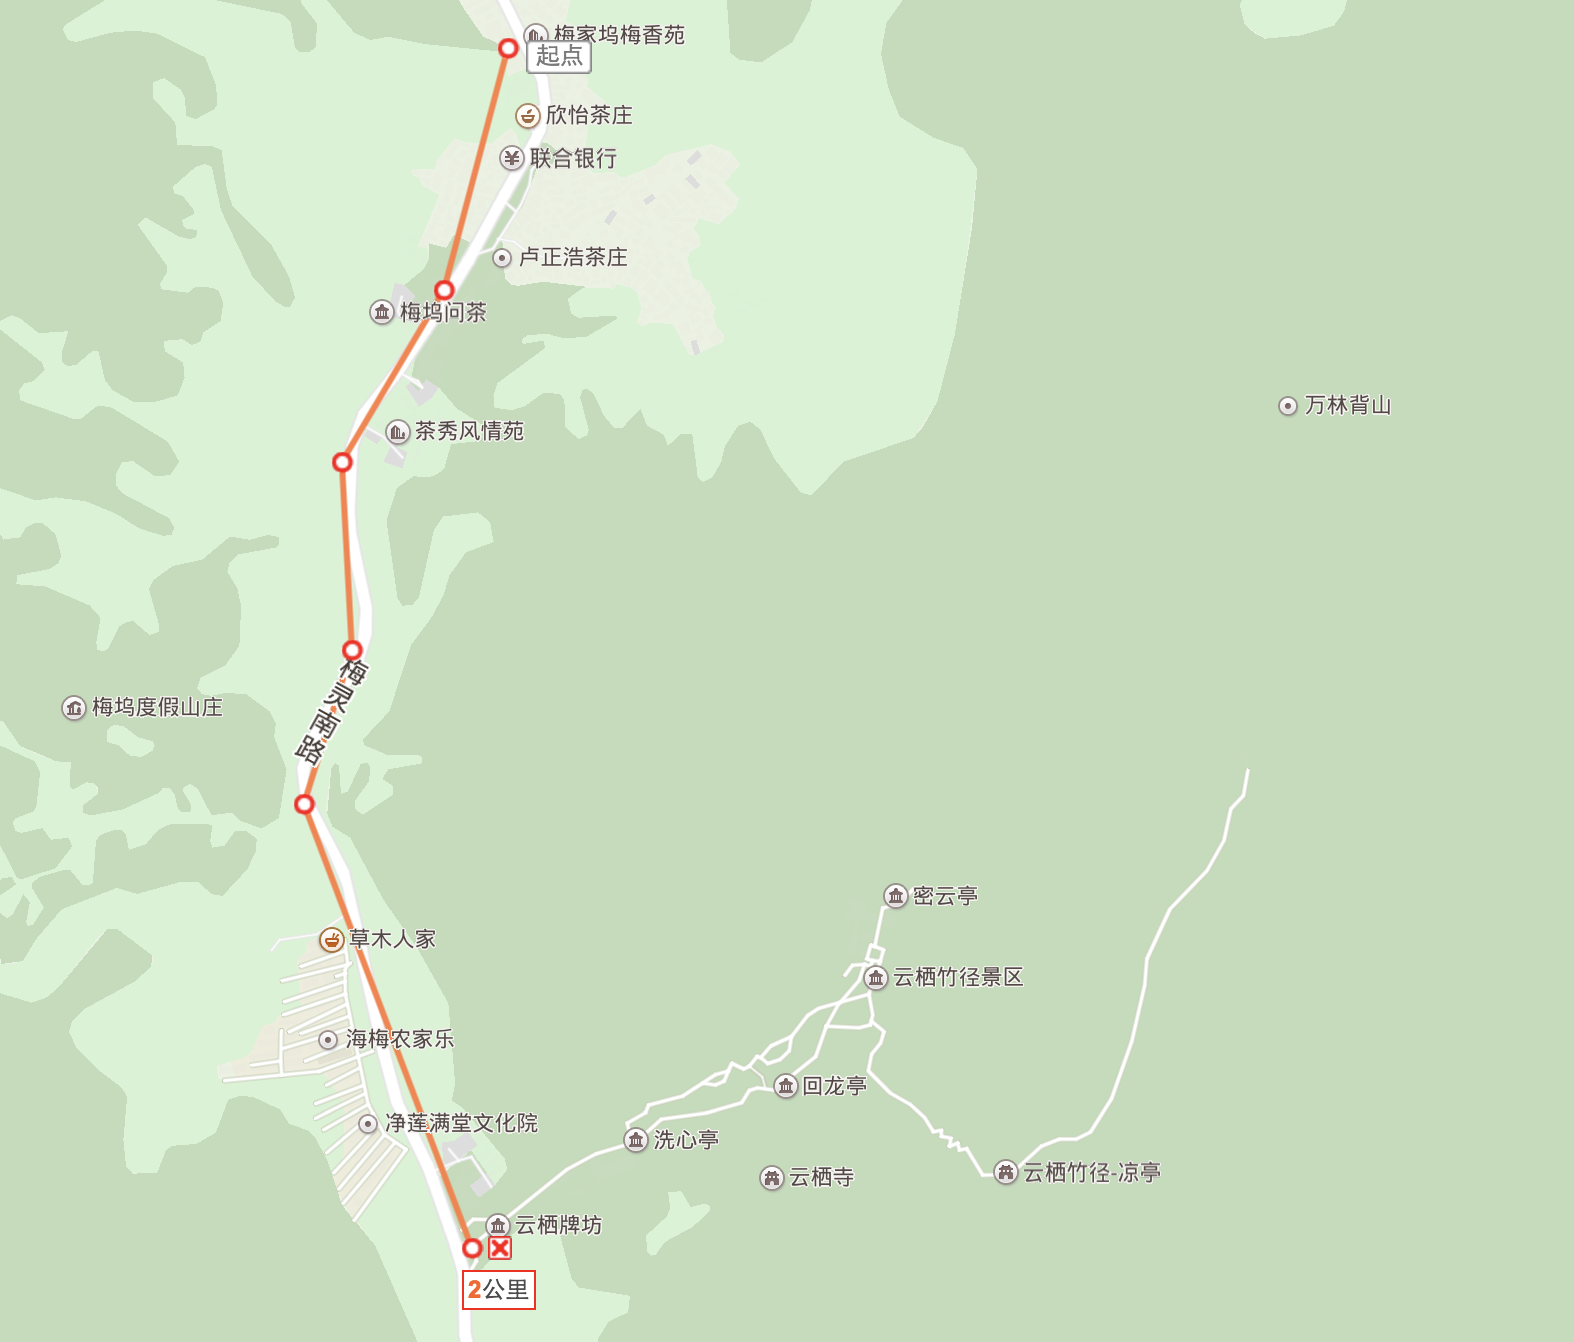 梅家坞梅香苑
起点
欣怡茶庄
联合银行
卢正浩茶庄
梅坞问茶
万林背山
茶秀风情苑
梅灵南路
梅坞度假山庄
密云亭
草木人家
云栖竹径景区
海梅农家乐
回龙亭
净莲满堂文化院
洗心亭
云栖寺
云栖竹径-凉亭
云栖牌坊
2公里